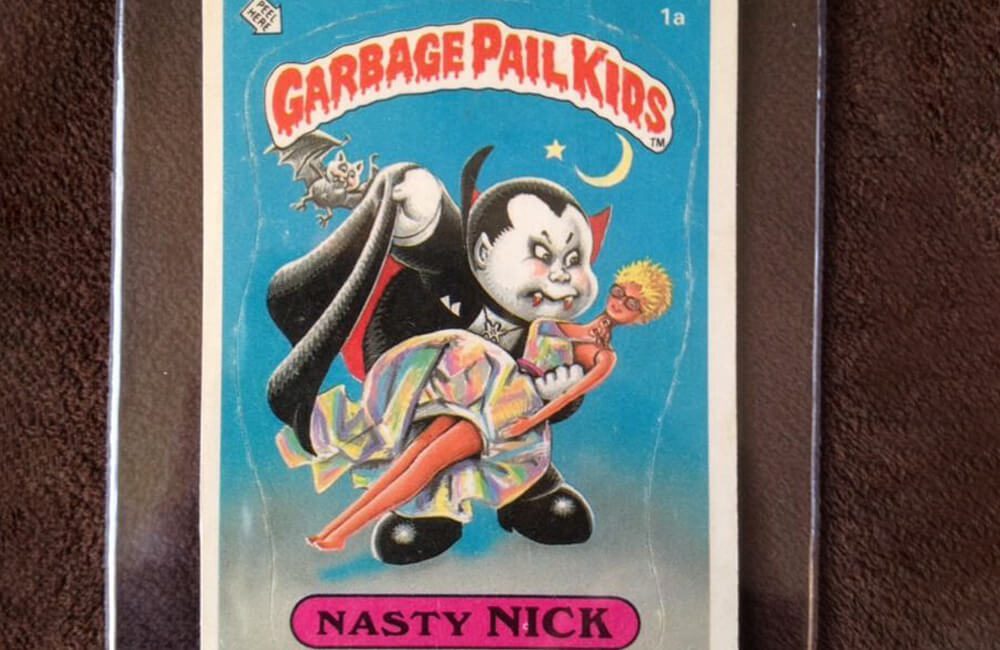 PEEL
HERE
1a
GARBAGE PAIL KIDS
TM
NASTY NICK